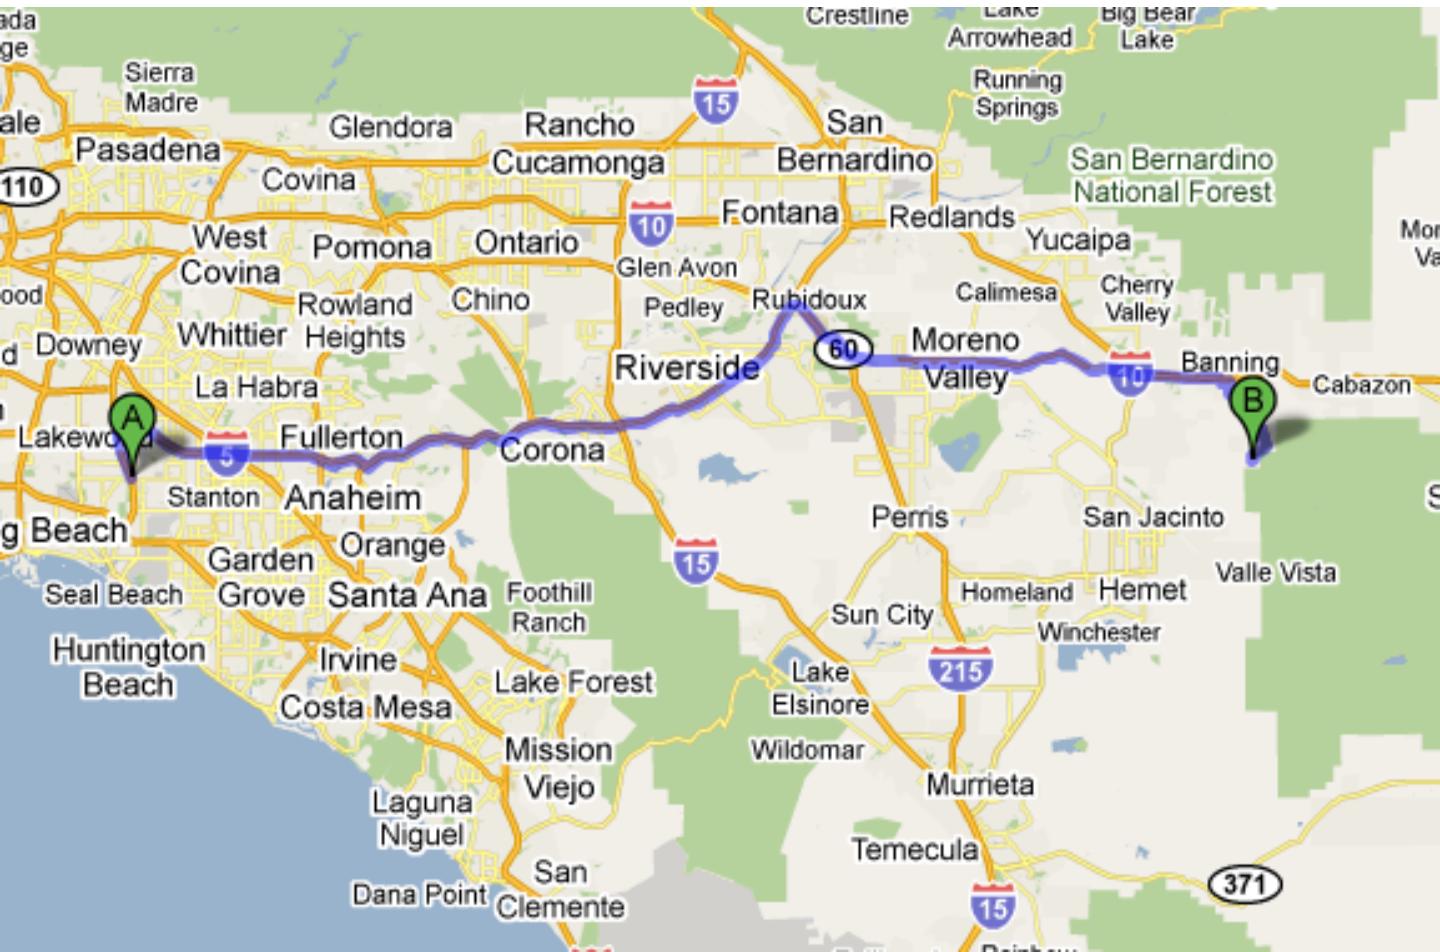 Crestline
Lake
Arrowhead
Big Bear
Lake
Sierra
Madre
Running
Springs
15
Glendora
Rancho
Cucamonga
San
Bernardino
Pasadena
Covina
San Bernardino
National Forest
110
10
Fontana
Redlands
West
Covina
Pomona
Ontario
Yucaipa
Glen Avon
Chino
Pedley
Rubidoux
Calimesa
Cherry
Valley
Rowland
Heights
Whittier
Downey
60
Moreno
Valley
Riverside
10
Banning
Cabazon
La Habra
A
B
Lakewood
5
Fullerton
Corona
Stanton
Anaheim
g Beach
Orange
Perris
San Jacinto
Garden
Grove
15
Valle Vista
Seal Beach
Santa Ana
Foothill
Ranch
Homeland
Hemet
Sun City
Winchester
Huntington
Beach
Irvine
Lake Forest
Lake
Elsinore
215
Costa Mesa
Mission
Viejo
Wildomar
Murrieta
Laguna
Niguel
Temecula
San
Clemente
Dana Point
371
15